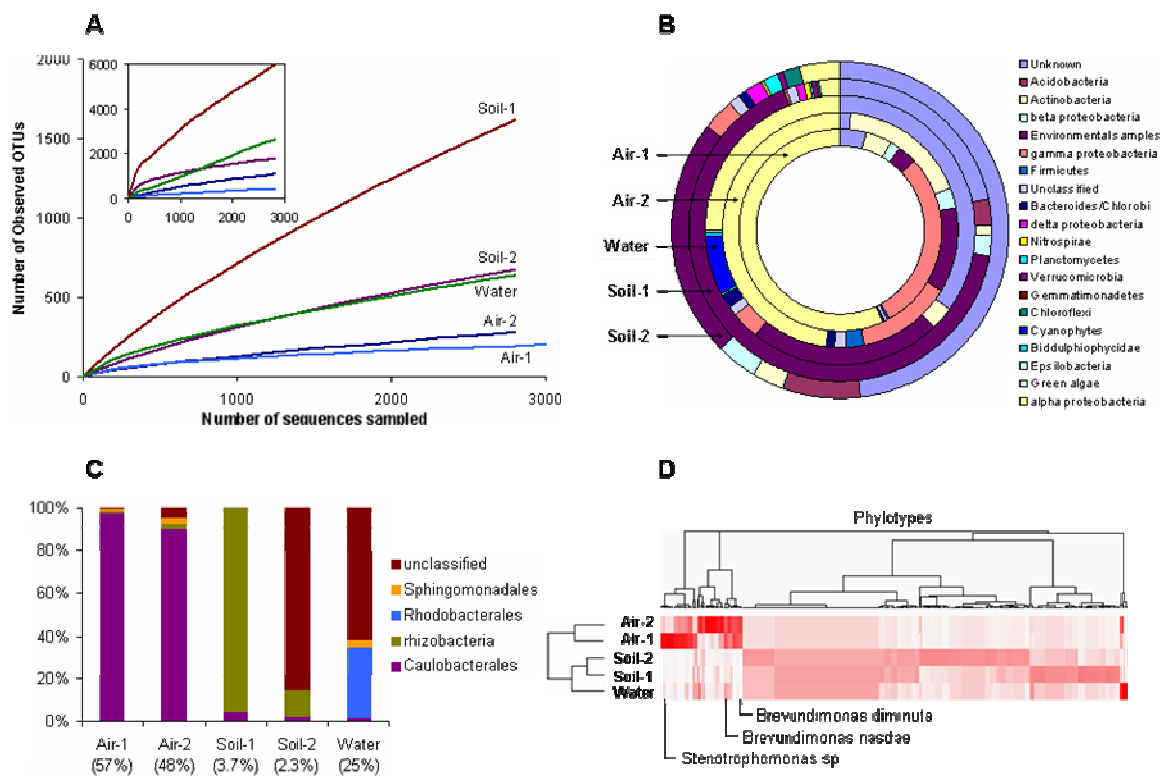 A
2000
1500
1000
500
0
0
1000
2000
3000
Number of Observed OTUs
Number of sequences sampled
6000
4000
2000
0
0
1000
2000
3000
Soil-1
Soil-2
Water
Air-2
Air-1
B
Air-1
Air-2
Water
Soil-1
Soil-2
Unknown
Acidobacteria
Actinobacteria
beta proteobacteria
Environmentals amples
gamma proteobacteria
Firmicutes
Unclassified
Bacteroides/Chlorobi
delta proteobacteria
Nitrospirae
Planctomycetes
Verrucomicrobia
Gemmatimonadetes
Chloroflexi
Cyanophytes
Biddulphiophycidae
Epsilobacteria
Green algae
alpha proteobacteria
C
100%
80%
60%
40%
20%
0%
Air-1
(57%)
Air-2
(48%)
Soil-1
(3.7%)
Soil-2
(2.3%)
Water
(25%)
unclassified
Sphingomonadales
Rhodobacterales
rhizobacteria
Caulobacterales
D
Phylotypes
Air-2
Air-1
Soil-2
Soil-1
Water
Brevundimonas diminuta
Brevundimonas nasdae
Stenotrophomonas sp